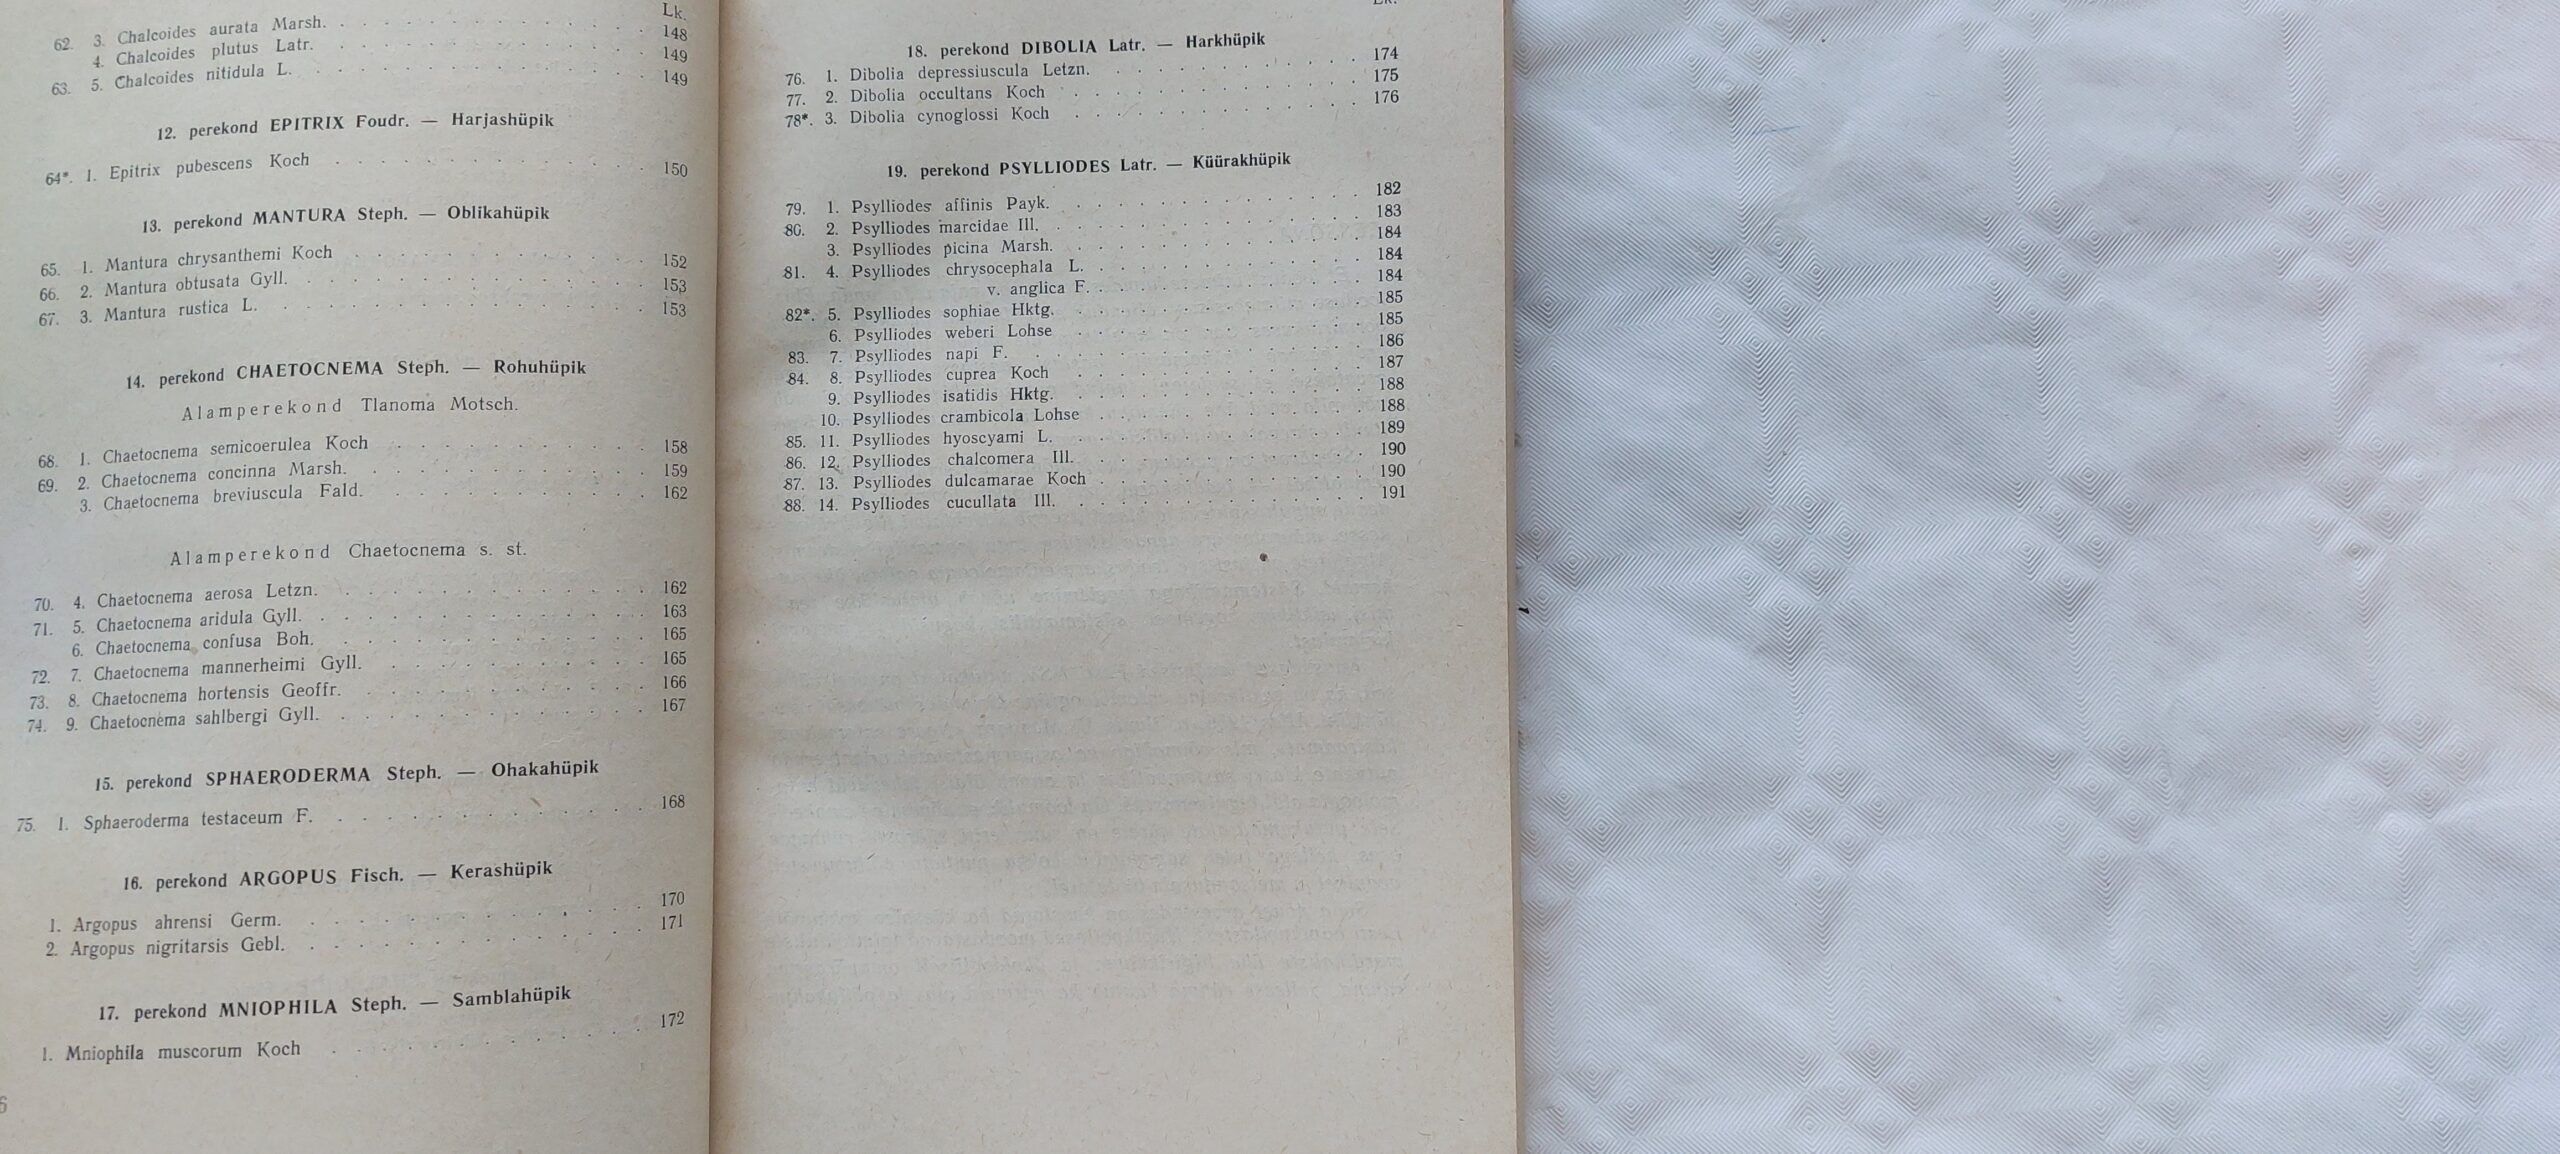 Lk.
62. 3. Chalcoides aurata Marsh. 148
4. Chalcoides plutus Latr. 149
63. 5. Chalcoides nitidula L. 149
12. perekond EPITRIX Foudr. — Harjashüpik
64*. 1. Epitrix pubescens Koch 150
13. perekond MANTURA Steph. — Oblikahüpik
65. 1. Mantura chrysanthemi Koch 152
66. 2. Mantura obtusata Gyll. 153
67. 3. Mantura rustica L. 153
14. perekond CHAETOCNEMA Steph. — Rohuhüpik
Alamperekond Tlanoma Motsch.
68. 1. Chaetocnema semicoerulea Koch 158
69. 2. Chaetocnema concinna Marsh. 159
3. Chaetocnema breviuscula Fald. 162
Alamperekond Chaetocnema s. st.
70. 4. Chaetocnema aerosa Letzn. 162
71. 5. Chaetocnema aridula Gyll. 163
6. Chaetocnema confusa Boh. 165
72. 7. Chaetocnema mannerheimi Gyll. 165
73. 8. Chaetocnema hortensis Geoffr. 166
74. 9. Chaetocnema sahlbergi Gyll. 167
15. perekond SPHAERODERMA Steph. — Ohakahüpik
75. 1. Sphaeroderma testaceum F. 168
16. perekond ARGOPUS Fisch. — Kerashüpik
1. Argopus ahrensi Germ. 170
2. Argopus nigritarsis Gebl. 171
17. perekond MNIOPHILA Steph. — Samblahüpik
1. Mniophila muscorum Koch 172
6
Lk.
18. perekond DIBOLIA Latr. — Harkhüpik
76. 1. Dibolia depressiuscula Letzn. 174
77. 2. Dibolia occultans Koch 175
78*. 3. Dibolia cynoglossi Koch 176
19. perekond PSYLLIODES Latr. — Küürakhüpik
79. 1. Psylliodes affinis Payk. 182
80. 2. Psylliodes marcidae Ill. 183
3. Psylliodes picina Marsh. 184
81. 4. Psylliodes chrysocephala L. 184
v. anglica F. 184
82*. 5. Psylliodes sophiae Hktg. 185
6. Psylliodes weberi Lohse 185
83. 7. Psylliodes napi F. 186
84. 8. Psylliodes cuprea Koch 187
9. Psylliodes isatidis Hktg. 188
10. Psylliodes crambicola Lohse 188
85. 11. Psylliodes hyoscyami L. 189
86. 12. Psylliodes chalcomera Ill. 190
87. 13. Psylliodes dulcamarae Koch 190
88. 14. Psylliodes cucullata Ill. 191